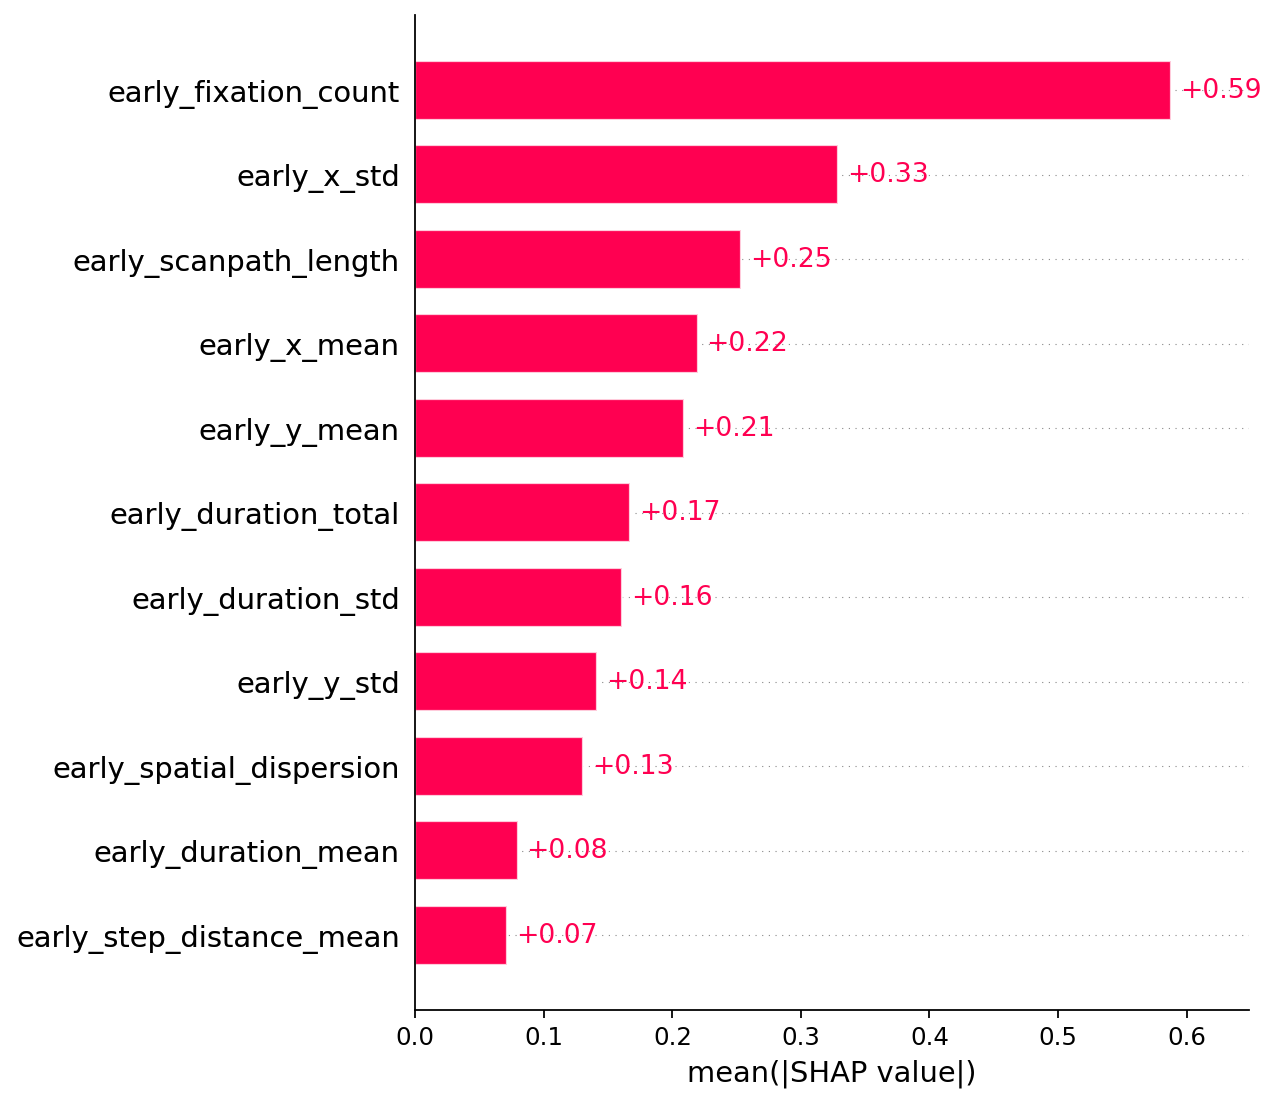 early_fixation_count +0.59
early_x_std +0.33
early_scanpath_length +0.25
early_x_mean +0.22
early_y_mean +0.21
early_duration_total +0.17
early_duration_std +0.16
early_y_std +0.14
early_spatial_dispersion +0.13
early_duration_mean +0.08
early_step_distance_mean +0.07
0.0 0.1 0.2 0.3 0.4 0.5 0.6
mean(|SHAP value|)